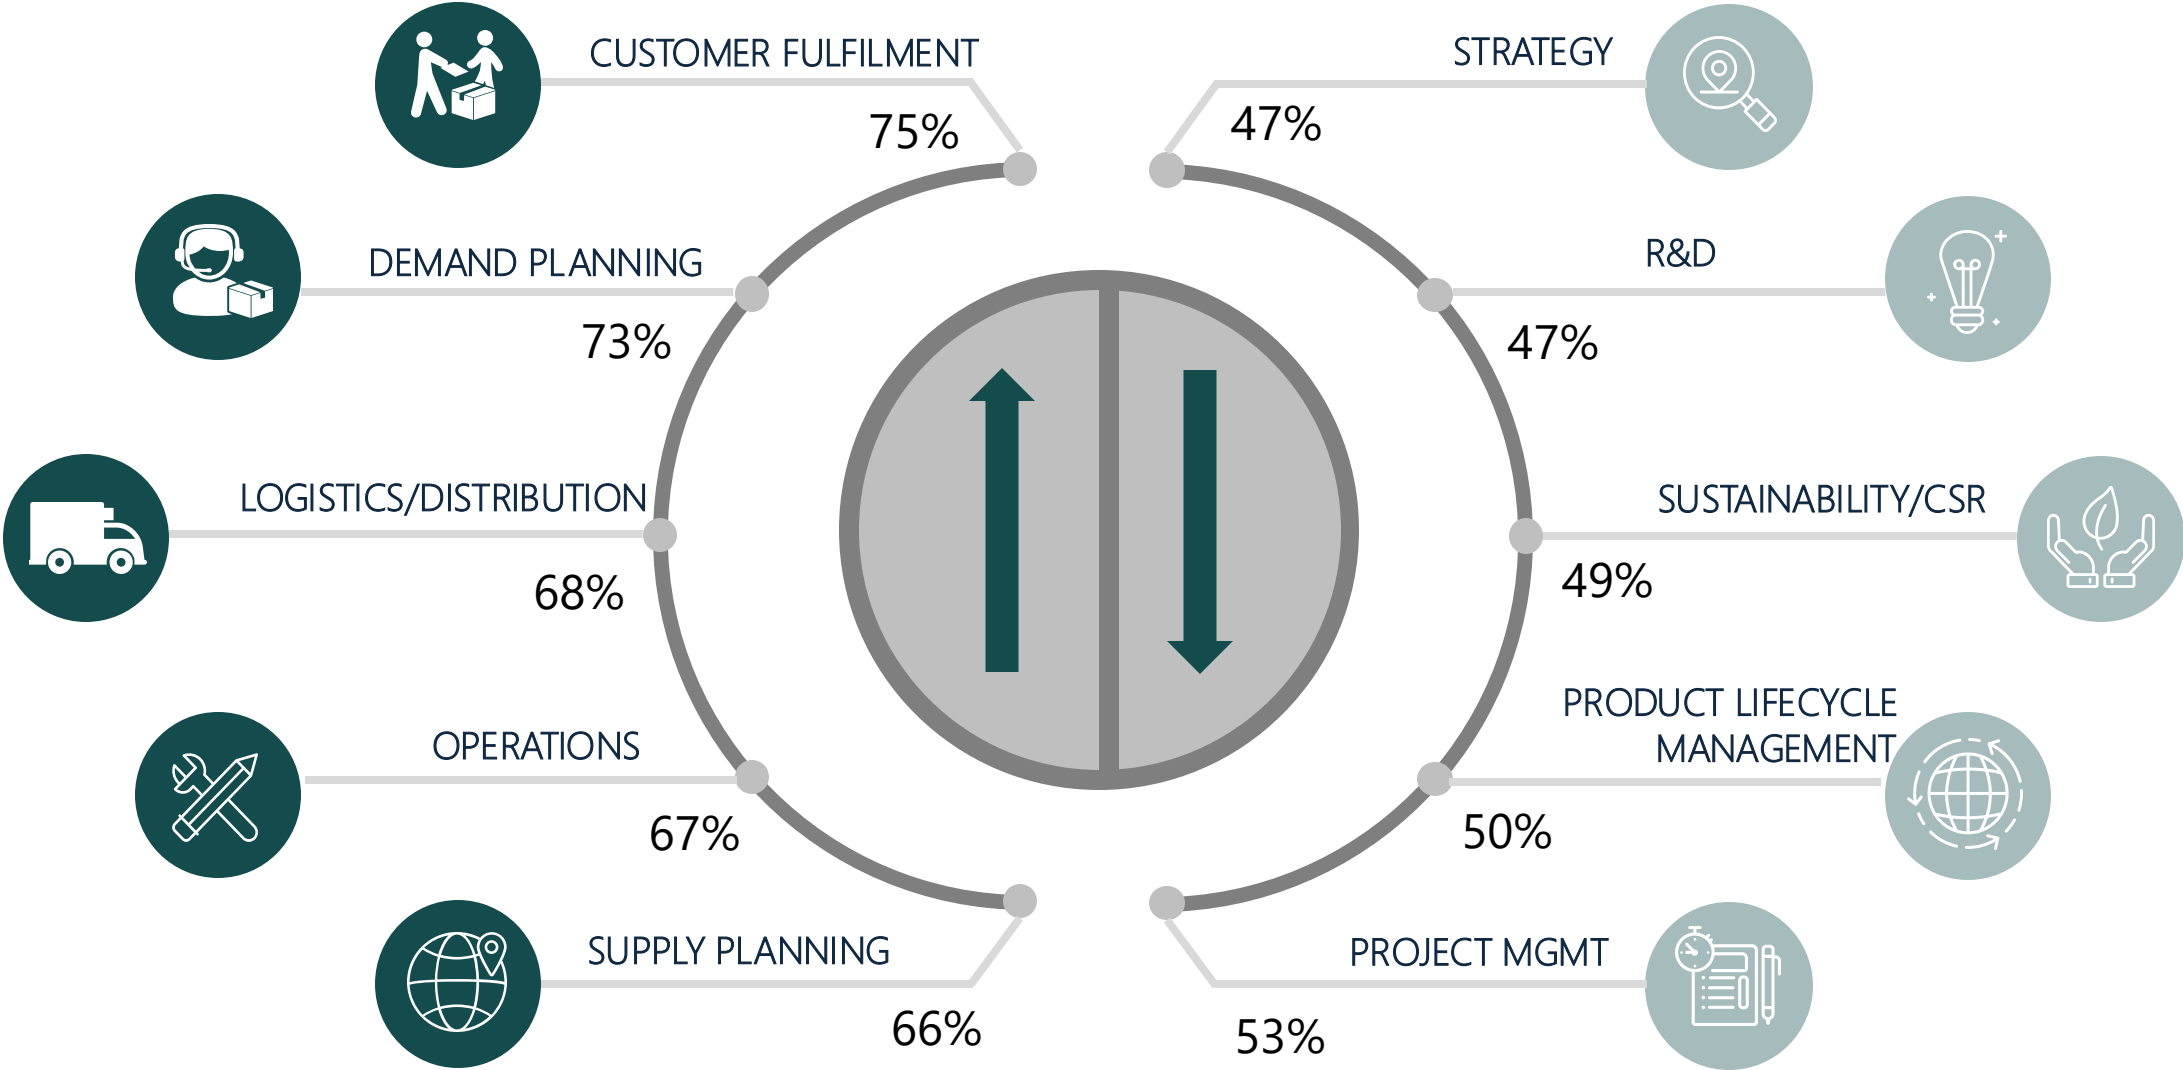 CUSTOMER FULFILMENT
75%
DEMAND PLANNING
73%
LOGISTICS/DISTRIBUTION
68%
OPERATIONS
67%
SUPPLY PLANNING
66%
STRATEGY
47%
R&D
47%
SUSTAINABILITY/CSR
49%
PRODUCT LIFECYCLE
MANAGEMENT
50%
PROJECT MGMT
53%